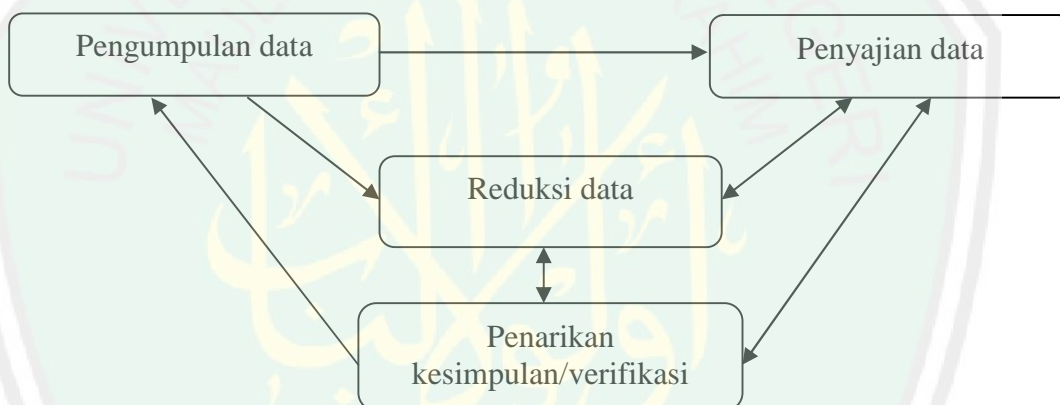 Pengumpulan data
Penyajian data
Reduksi data
Penarikan
kesimpulan/verifikasi